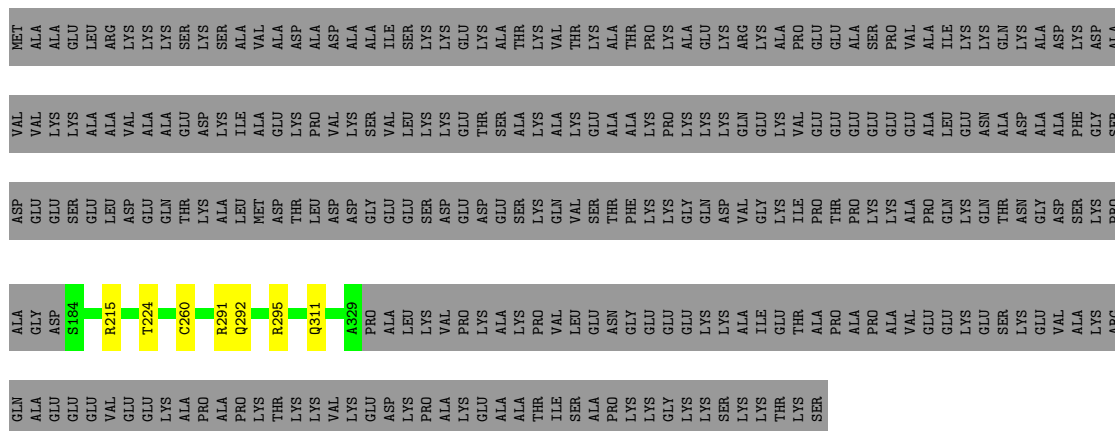 MET ALA ALA GLU LEU ARG LYS LYS LYS SER LYS SER ALA VAL ALA ASP ALA ASP ALA ALA ILE SER LYS LYS GLU LYS ALA THR LYS VAL THR LYS ALA THR PRO LYS ALA GLU LYS ARG LYS ALA PRO GLU GLU ALA SER PRO VAL ALA ILE LYS LYS GLN LYS ALA ASP LYS ASP ALA
VAL VAL LYS LYS ALA ALA VAL ALA ALA GLU ASP LYS ILE ALA GLU LYS PRO VAL LYS SER VAL LEU LYS LYS GLU THR SER ALA LYS ALA LYS GLU ALA ALA LYS PRO LYS LYS LYS GLN GLU LYS VAL GLU GLU GLU GLU GLU GLU ALA LEU GLU ASN ALA ASP ALA ALA PHE GLY SER
ASP GLU GLU SER GLU LEU ASP GLU GLN THR LYS ALA LEU MET ASP THR LEU ASP ASP GLY GLU GLU SER ASP GLU ASP GLU SER LYS GLN VAL SER THR PHE LYS LYS GLY GLN ASP VAL GLY LYS ILE PRO THR PRO LYS LYS ALA PRO GLN LYS GLN THR ASN GLY ASP SER LYS PRO
ALA GLY ASP S184 R215 T224 C260 R291 Q292 R295 Q311 A329 PRO ALA LEU LYS VAL PRO LYS ALA LYS PRO VAL LEU GLU ASN GLY GLU GLU GLU LYS LYS ALA ILE GLU THR ALA PRO ALA PRO ALA VAL GLU GLU LYS GLU SER LYS GLU VAL ALA LYS ARG
GLN ALA GLU GLU GLU VAL GLU GLU LYS ALA PRO ALA PRO LYS THR LYS LYS VAL LYS GLU ASP LYS PRO ALA LYS GLU ALA ALA THR ILE SER ALA PRO LYS LYS GLY LYS LYS SER LYS LYS THR LYS SER